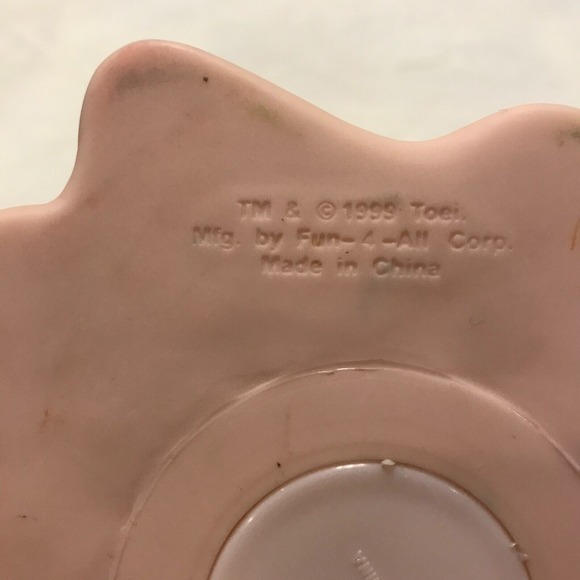 TM & © 1999 Toei.
Mfg. by Fun-4-All Corp.
Made in China